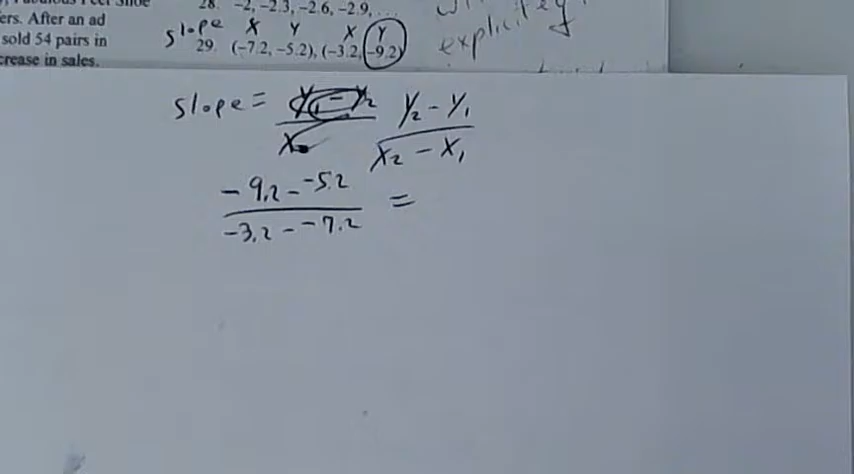 28. -2, -2.3, -2.6, -2.9, ...
ers. After an ad
sold 54 pairs in
crease in sales.
slope X Y X Y
29. (-7.2, -5.2), (-3.2, -9.2)
explicitly
slope = Y₂ - Y₁
X₂ - X₁
-9.2 - -5.2 =
-3.2 - -7.2